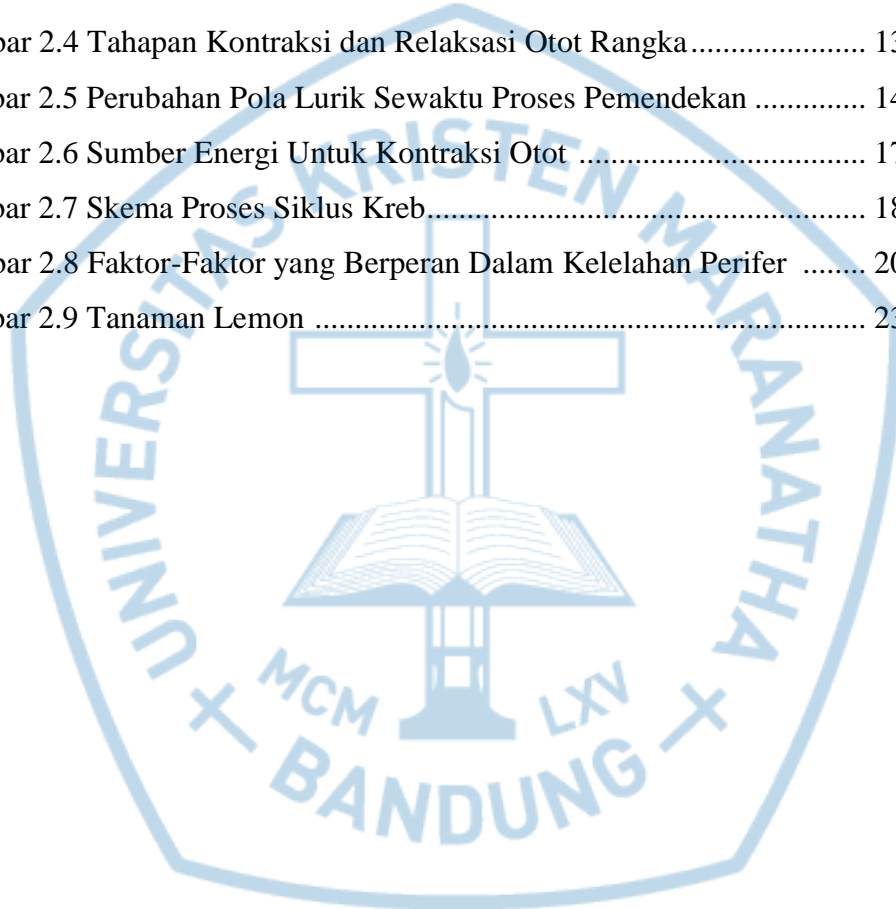 bar 2.4 Tahapan Kontraksi dan Relaksasi Otot Rangka...................... 13
bar 2.5 Perubahan Pola Lurik Sewaktu Proses Pemendekan .............. 14
bar 2.6 Sumber Energi Untuk Kontraksi Otot .................................... 17
bar 2.7 Skema Proses Siklus Kreb....................................................... 18
bar 2.8 Faktor-Faktor yang Berperan Dalam Kelelahan Perifer ........ 20
bar 2.9 Tanaman Lemon ..................................................................... 23
UNIVERSITAS KRISTEN MARANATHA
MCM LXV
BANDUNG